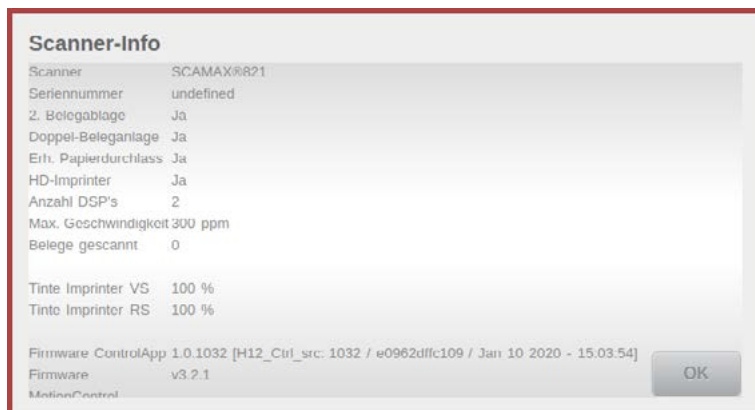 Scanner-Info
Scanner SCAMAX®821
Seriennummer undefined
2. Belegablage Ja
Doppel-Beleganlage Ja
Erh. Papierdurchlass Ja
HD-Imprinter Ja
Anzahl DSP's 2
Max. Geschwindigkeit 300 ppm
Belege gescannt 0
Tinte Imprinter VS 100 %
Tinte Imprinter RS 100 %
Firmware ControlApp 1.0.1032 [H12_Ctrl_src: 1032 / e0962dffc109 / Jan 10 2020 - 15:03:54]
Firmware v3.2.1
MotionControl
OK